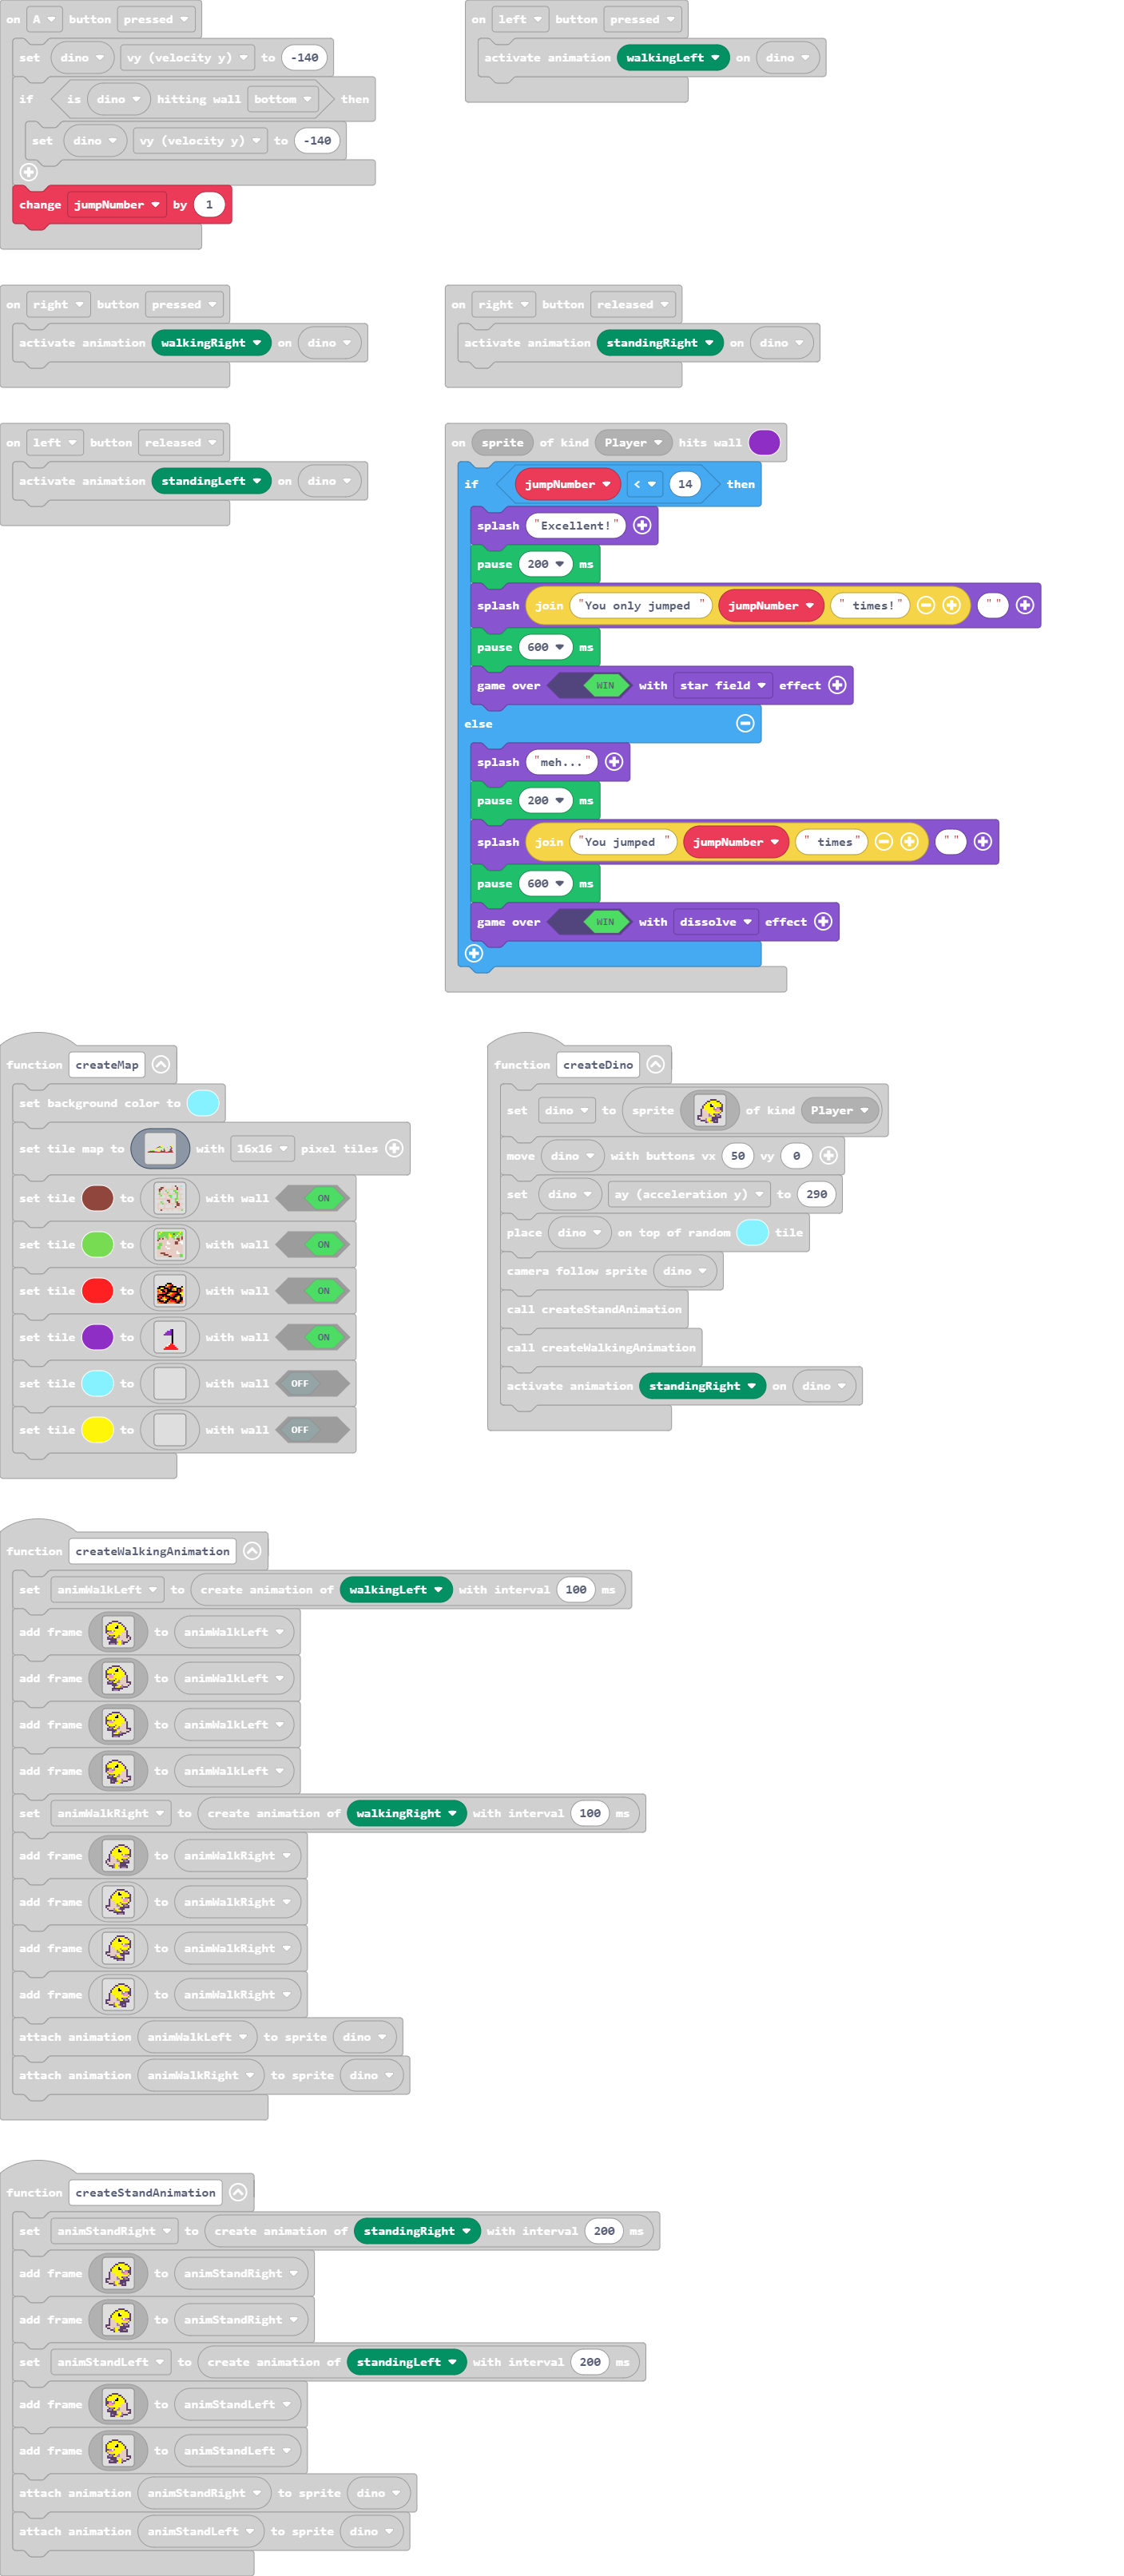 on A button pressed
set dino vy (velocity y) to -140
if is dino hitting wall bottom then
set dino vy (velocity y) to -140
change jumpNumber by 1
on left button pressed
activate animation walkingLeft on dino
on right button pressed
activate animation walkingRight on dino
on right button released
activate animation standingRight on dino
on left button released
activate animation standingLeft on dino
on sprite of kind Player hits wall
if jumpNumber < 14 then
splash "Excellent!"
pause 200 ms
splash join "You only jumped " jumpNumber " times!" " "
pause 600 ms
game over WIN with star field effect
else
splash "meh..."
pause 200 ms
splash join "You jumped " jumpNumber " times" " "
pause 600 ms
game over WIN with dissolve effect
function createMap
set background color to
set tile map to with 16x16 pixel tiles
set tile to with wall ON
set tile to with wall ON
set tile to with wall ON
set tile to with wall ON
set tile to with wall OFF
set tile to with wall OFF
function createDino
set dino to sprite of kind Player
move dino with buttons vx 50 vy 0
set dino ay (acceleration y) to 290
place dino on top of random tile
camera follow sprite dino
call createStandAnimation
call createWalkingAnimation
activate animation standingRight on dino
function createWalkingAnimation
set animWalkLeft to create animation of walkingLeft with interval 100 ms
add frame to animWalkLeft
add frame to animWalkLeft
add frame to animWalkLeft
add frame to animWalkLeft
set animWalkRight to create animation of walkingRight with interval 100 ms
add frame to animWalkRight
add frame to animWalkRight
add frame to animWalkRight
add frame to animWalkRight
attach animation animWalkLeft to sprite dino
attach animation animWalkRight to sprite dino
function createStandAnimation
set animStandRight to create animation of standingRight with interval 200 ms
add frame to animStandRight
add frame to animStandRight
set animStandLeft to create animation of standingLeft with interval 200 ms
add frame to animStandLeft
add frame to animStandLeft
attach animation animStandRight to sprite dino
attach animation animStandLeft to sprite dino